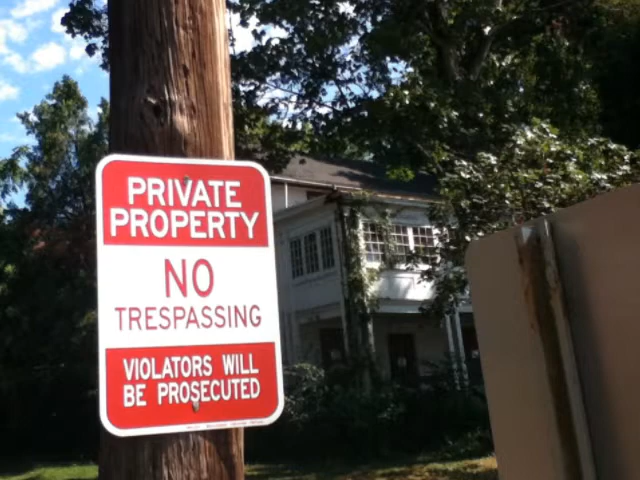 PRIVATE
PROPERTY
NO
TRESPASSING
VIOLATORS WILL
BE PROSECUTED